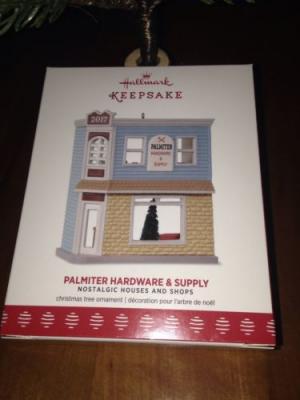 Hallmark
KEEPSAKE
2017
PALMITER
HARDWARE
&
SUPPLY
PALMITER HARDWARE & SUPPLY
NOSTALGIC HOUSES AND SHOPS
christmas tree ornament | décoration pour l'arbre de noël